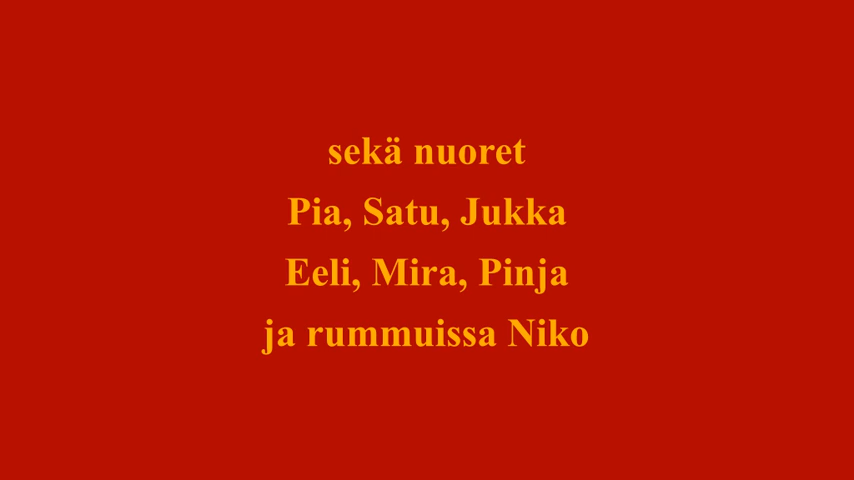 sekä nuoret
Pia, Satu, Jukka
Eeli, Mira, Pinja
ja rummuissa Niko